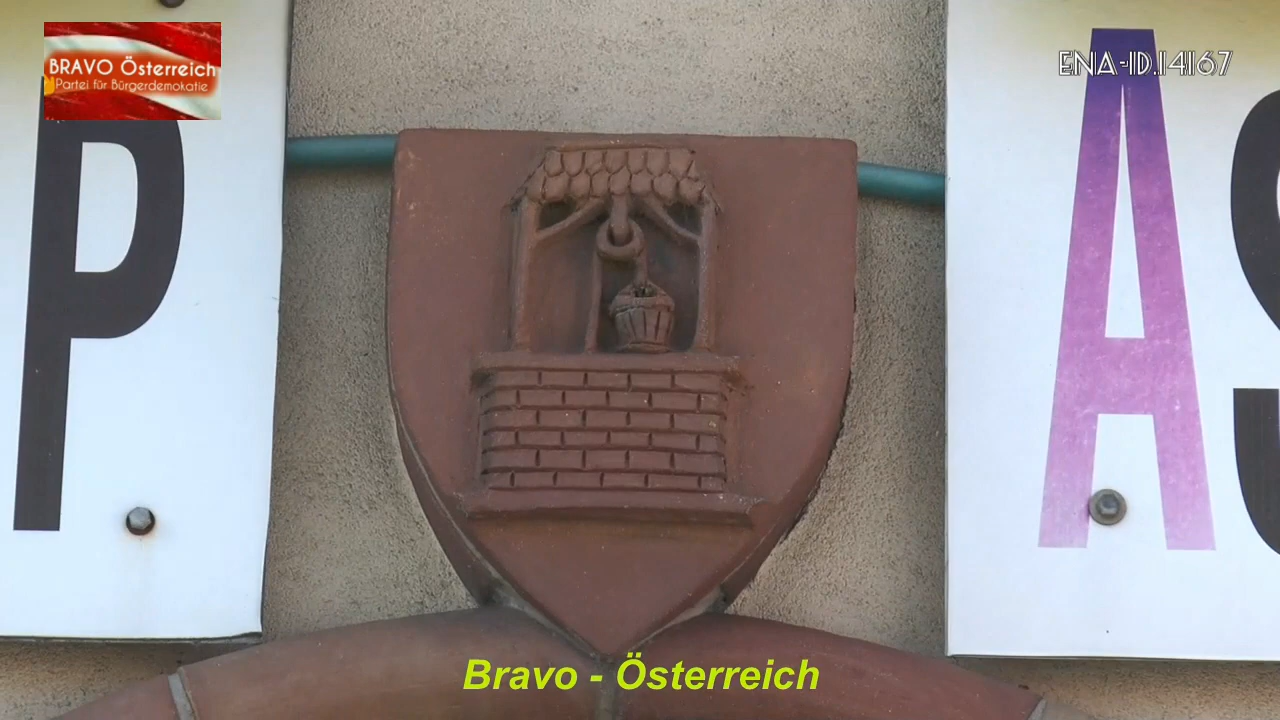 BRAVO Österreich
Partei für Bürgerdemokatie
ENA-ID.14167
P
AS
Bravo - Österreich